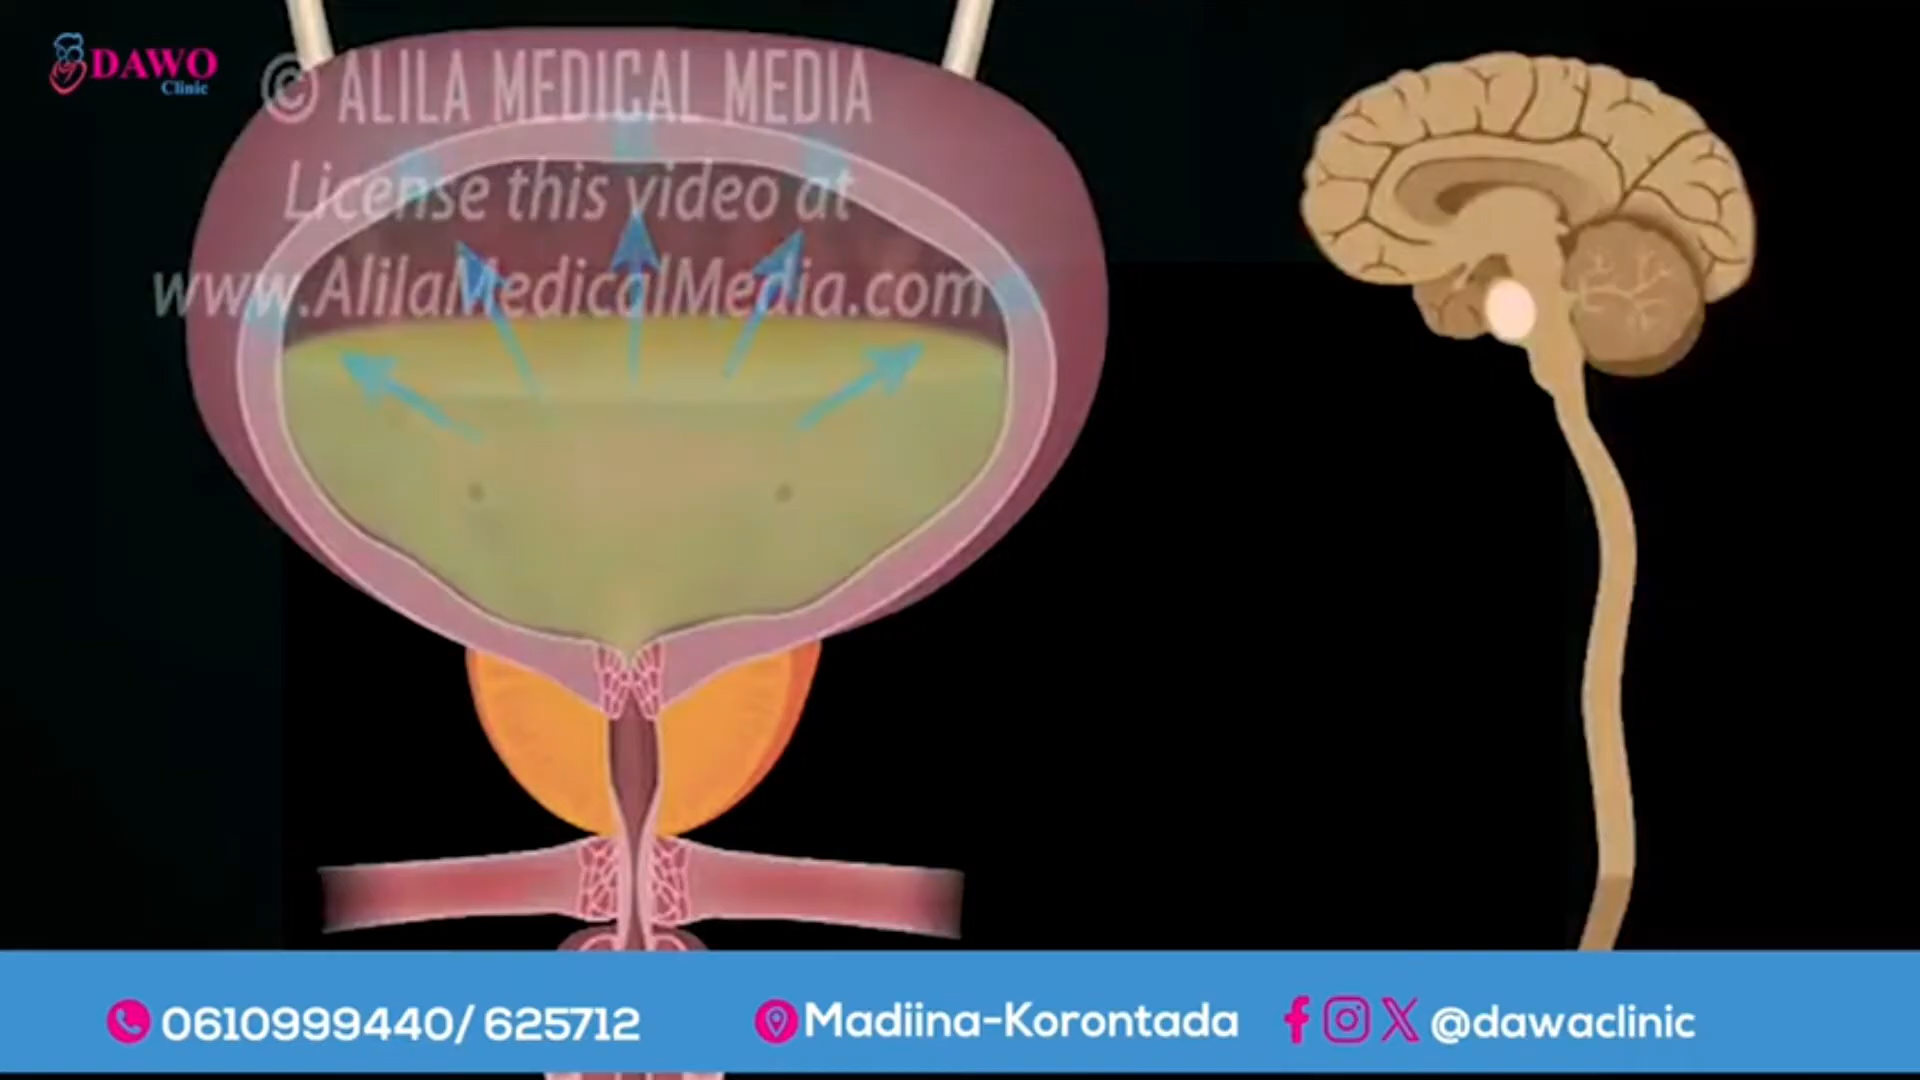 DAWO
Clinic
© ALILA MEDICAL MEDIA
License this video at
www.AlilaMedicalMedia.com
0610999440/ 625712
Madiina-Korontada
@dawaclinic